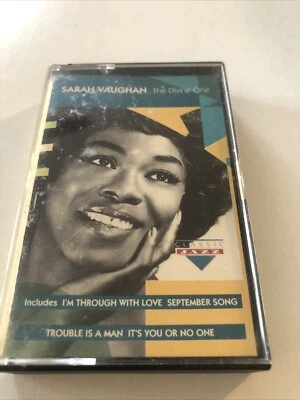 SARAH VAUGHAN The Divine One
CLASSIC
JAZZ
Includes I'M THROUGH WITH LOVE SEPTEMBER SONG
TROUBLE IS A MAN IT'S YOU OR NO ONE